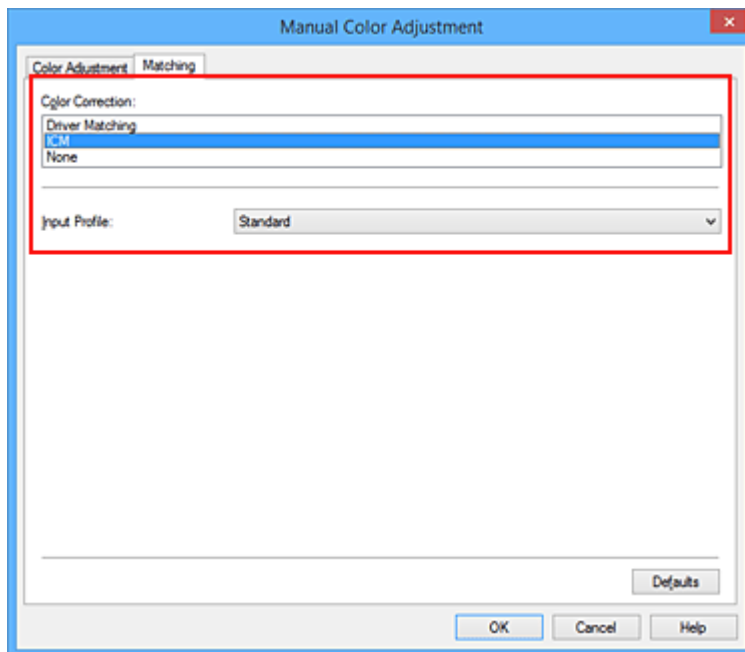 Manual Color Adjustment
Color Adjustment Matching
Color Correction:
Driver Matching
ICM
None
Input Profile: Standard
Defaults
OK Cancel Help